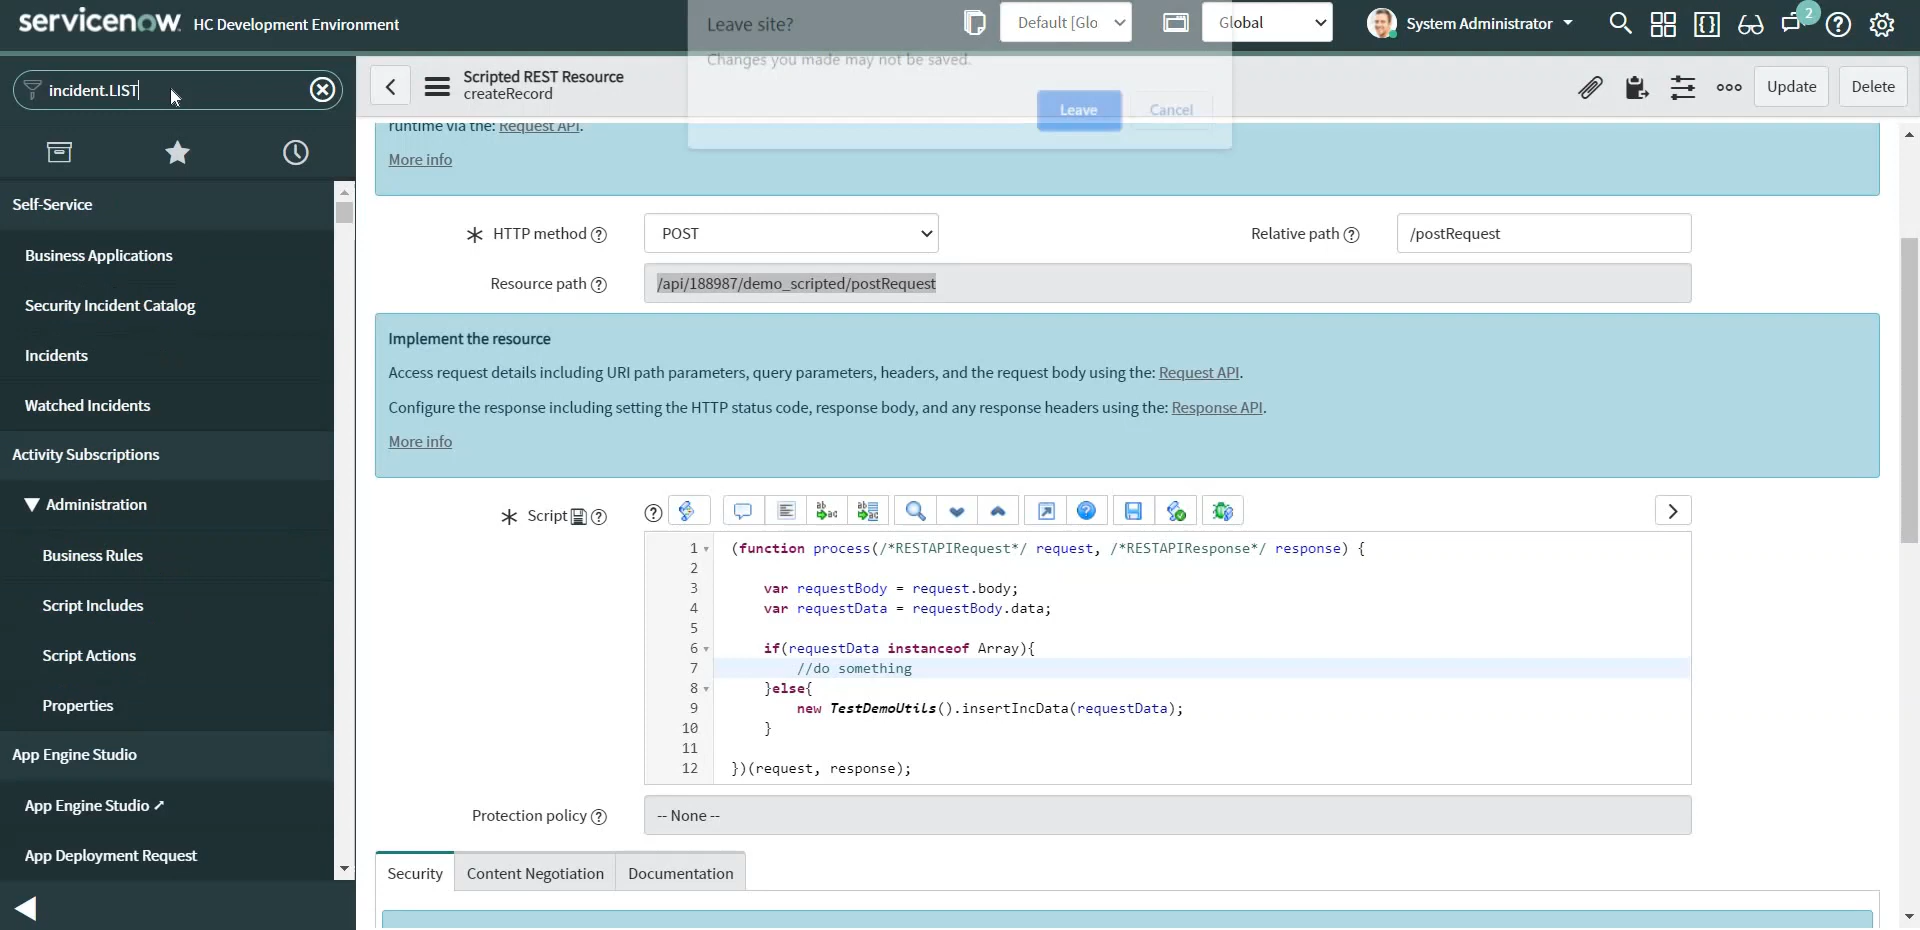 servicenow. HC Development Environment
Leave site?
Default [Glo
Global
System Administrator
2
Changes you made may not be saved.
incident.LIST
Scripted REST Resource
createRecord
Update
Delete
Leave
Cancel
runtime via the: Request API.
More info
Self-Service
Business Applications
Security Incident Catalog
Incidents
Watched Incidents
Activity Subscriptions
Administration
Business Rules
Script Includes
Script Actions
Properties
App Engine Studio
App Engine Studio
App Deployment Request
HTTP method
POST
Relative path
/postRequest
Resource path
/api/188987/demo_scripted/postRequest
Implement the resource
Access request details including URI path parameters, query parameters, headers, and the request body using the: Request API.
Configure the response including setting the HTTP status code, response body, and any response headers using the: Response API.
More info
Script
1 (function process(/*RESTAPIRequest*/ request, /*RESTAPIResponse*/ response) {
2
3 var requestBody = request.body;
4 var requestData = requestBody.data;
5
6 if(requestData instanceof Array){
7 //do something
8 }else{
9 new TestDemoUtils().insertIncData(requestData);
10 }
11
12 })(request, response);
Protection policy
-- None --
Security
Content Negotiation
Documentation